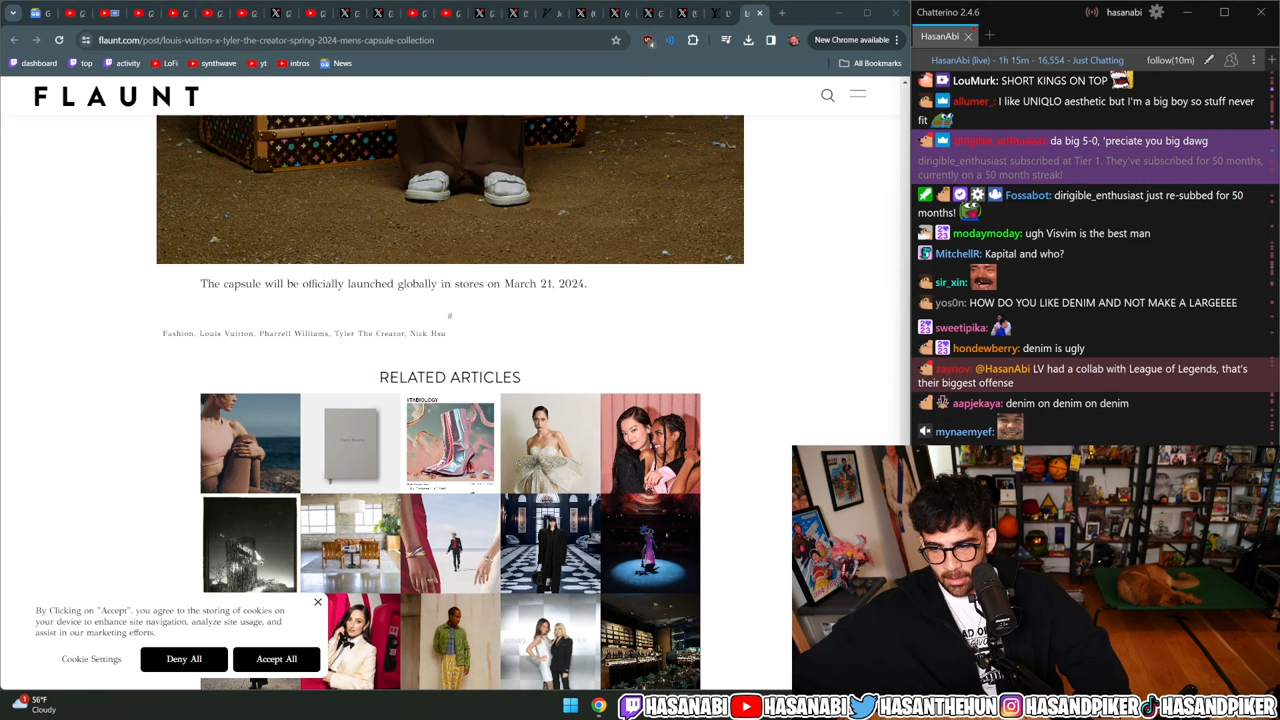 flaunt.com/post/louis-vuitton-x-tyler-the-creator-spring-2024-mens-capsule-collection
New Chrome available
dashboard
top
activity
LoFi
synthwave
yt
intros
News
All Bookmarks
FLAUNT
The capsule will be officially launched globally in stores on March 21, 2024.
#
Fashion, Louis Vuitton, Pharrell Williams, Tyler The Creator, Nick Hsu
RELATED ARTICLES
By Clicking on "Accept", you agree to the storing of cookies on
your device to enhance site navigation, analyze site usage, and
assist in our marketing efforts.
Cookie Settings
Deny All
Accept All
56°F
Cloudy
Chatterino 2.4.6
hasanabi
HasanAbi
HasanAbi (live) - 1h 15m - 16,554 - Just Chatting
follow(10m)
LouMurk: SHORT KINGS ON TOP
allumer_: I like UNIQLO aesthetic but I'm a big boy so stuff never
fit
dirigible_enthusiast: da big 5-0, 'preciate you big dawg
dirigible_enthusiast subscribed at Tier 1. They've subscribed for 50 months,
currently on a 50 month streak!
Fossabot: dirigible_enthusiast just re-subbed for 50
months!
modaymoday: ugh Visvim is the best man
MitchellR: Kapital and who?
sir_xin:
yos0n: HOW DO YOU LIKE DENIM AND NOT MAKE A LARGEEEE
sweetipika:
hondewberry: denim is ugly
zaynov: @HasanAbi LV had a collab with League of Legends, that's
their biggest offense
aapjekaya: denim on denim on denim
mynaemyef:
HASANABI
HASANABI
HASANTHEHUN
HASANDPIKER
HASANDPIKER